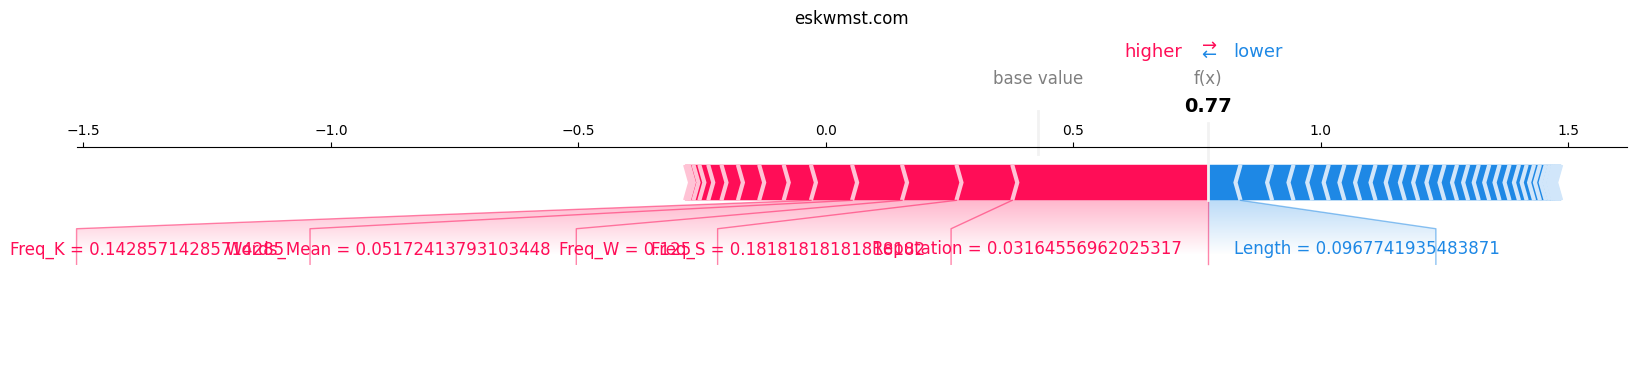 eskwmst.com
higher ⇄ lower
base value f(x)
0.77
−1.5 −1.0 −0.5 0.0 0.5 1.0 1.5
Freq_K = 0.14285714285714285 Words_Mean = 0.05172413793103448 Freq_W = 0.125 Freq_S = 0.18181818181818182 Reputation = 0.03164556962025317 Length = 0.0967741935483871